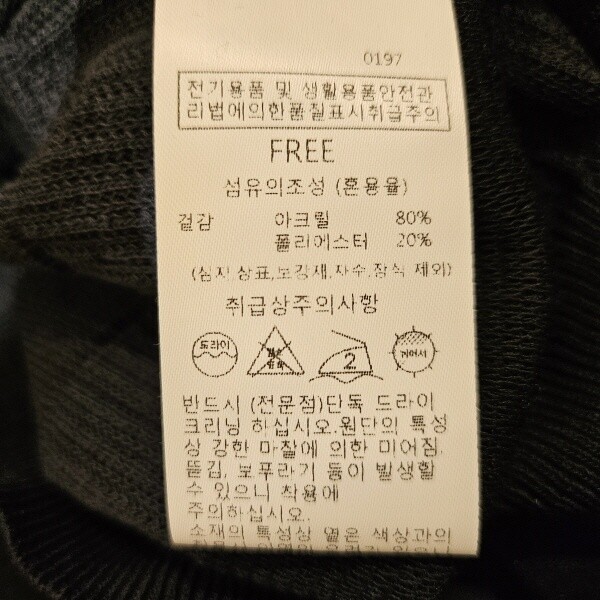 0197
전기용품 및 생활용품안전관
리법에의한품질표시취급주의
FREE
섬유의조성 (혼용율)
겉감 아크릴 80%
폴리에스터 20%
(심지,상표,보강재,자수,장식 제외)
취급상주의사항
드라이 2 뉘어서
반드시 (전문점)단독 드라이
크리닝 하십시오.원단의 특성
상 강한 마찰에 의한 미어짐.
뜯김, 보푸라기 등이 발생할
수 있으니 착용에
주의하십시오.
소재의 특성상 옅은 색상과의